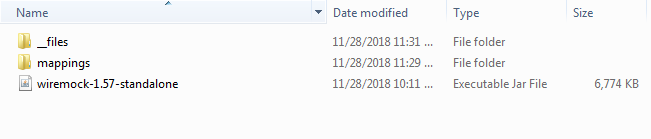 Name Date modified Type Size
__files 11/28/2018 11:31 ... File folder
mappings 11/28/2018 11:29 ... File folder
wiremock-1.57-standalone 11/28/2018 10:11 ... Executable Jar File 6,774 KB